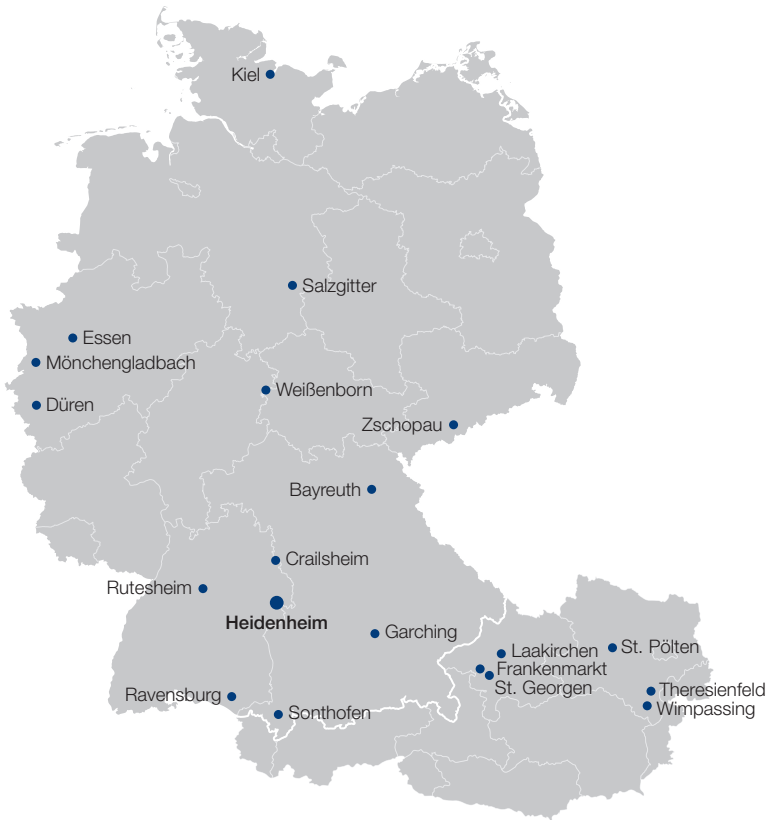 Kiel
Salzgitter
Essen
Mönchengladbach
Weißenborn
Düren
Zschopau
Bayreuth
Crailsheim
Rutesheim
Heidenheim
Garching
Laakirchen
St. Pölten
Frankenmarkt
St. Georgen
Theresienfeld
Ravensburg
Wimpassing
Sonthofen